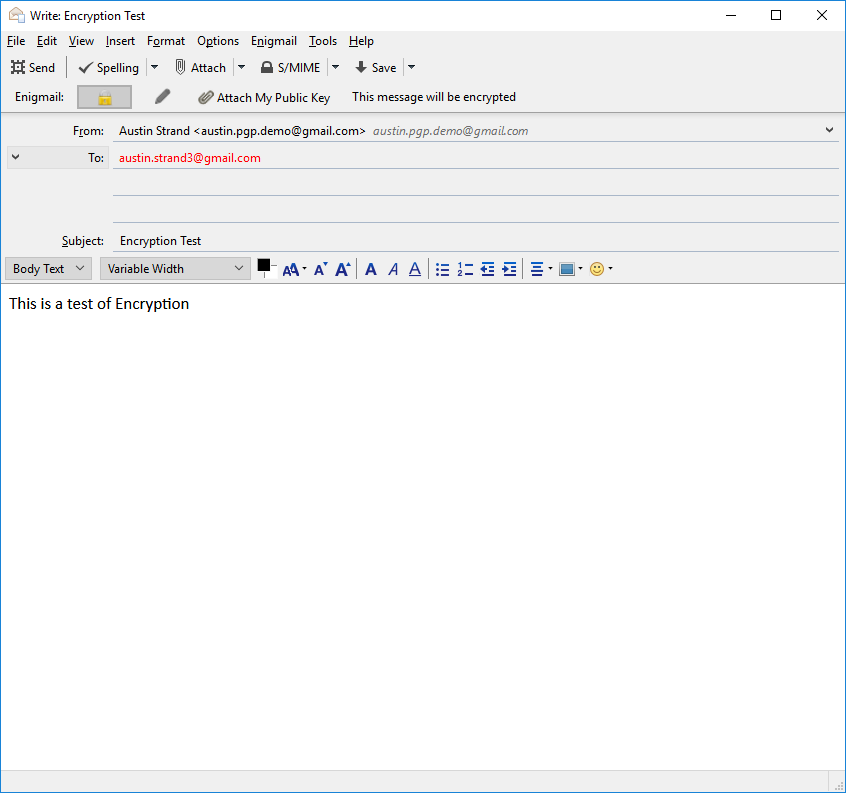 Write: Encryption Test
File Edit View Insert Format Options Enigmail Tools Help
Send Spelling Attach S/MIME Save
Enigmail: Attach My Public Key This message will be encrypted
From: Austin Strand <austin.pgp.demo@gmail.com> austin.pgp.demo@gmail.com
To: austin.strand3@gmail.com
Subject: Encryption Test
Body Text Variable Width
This is a test of Encryption